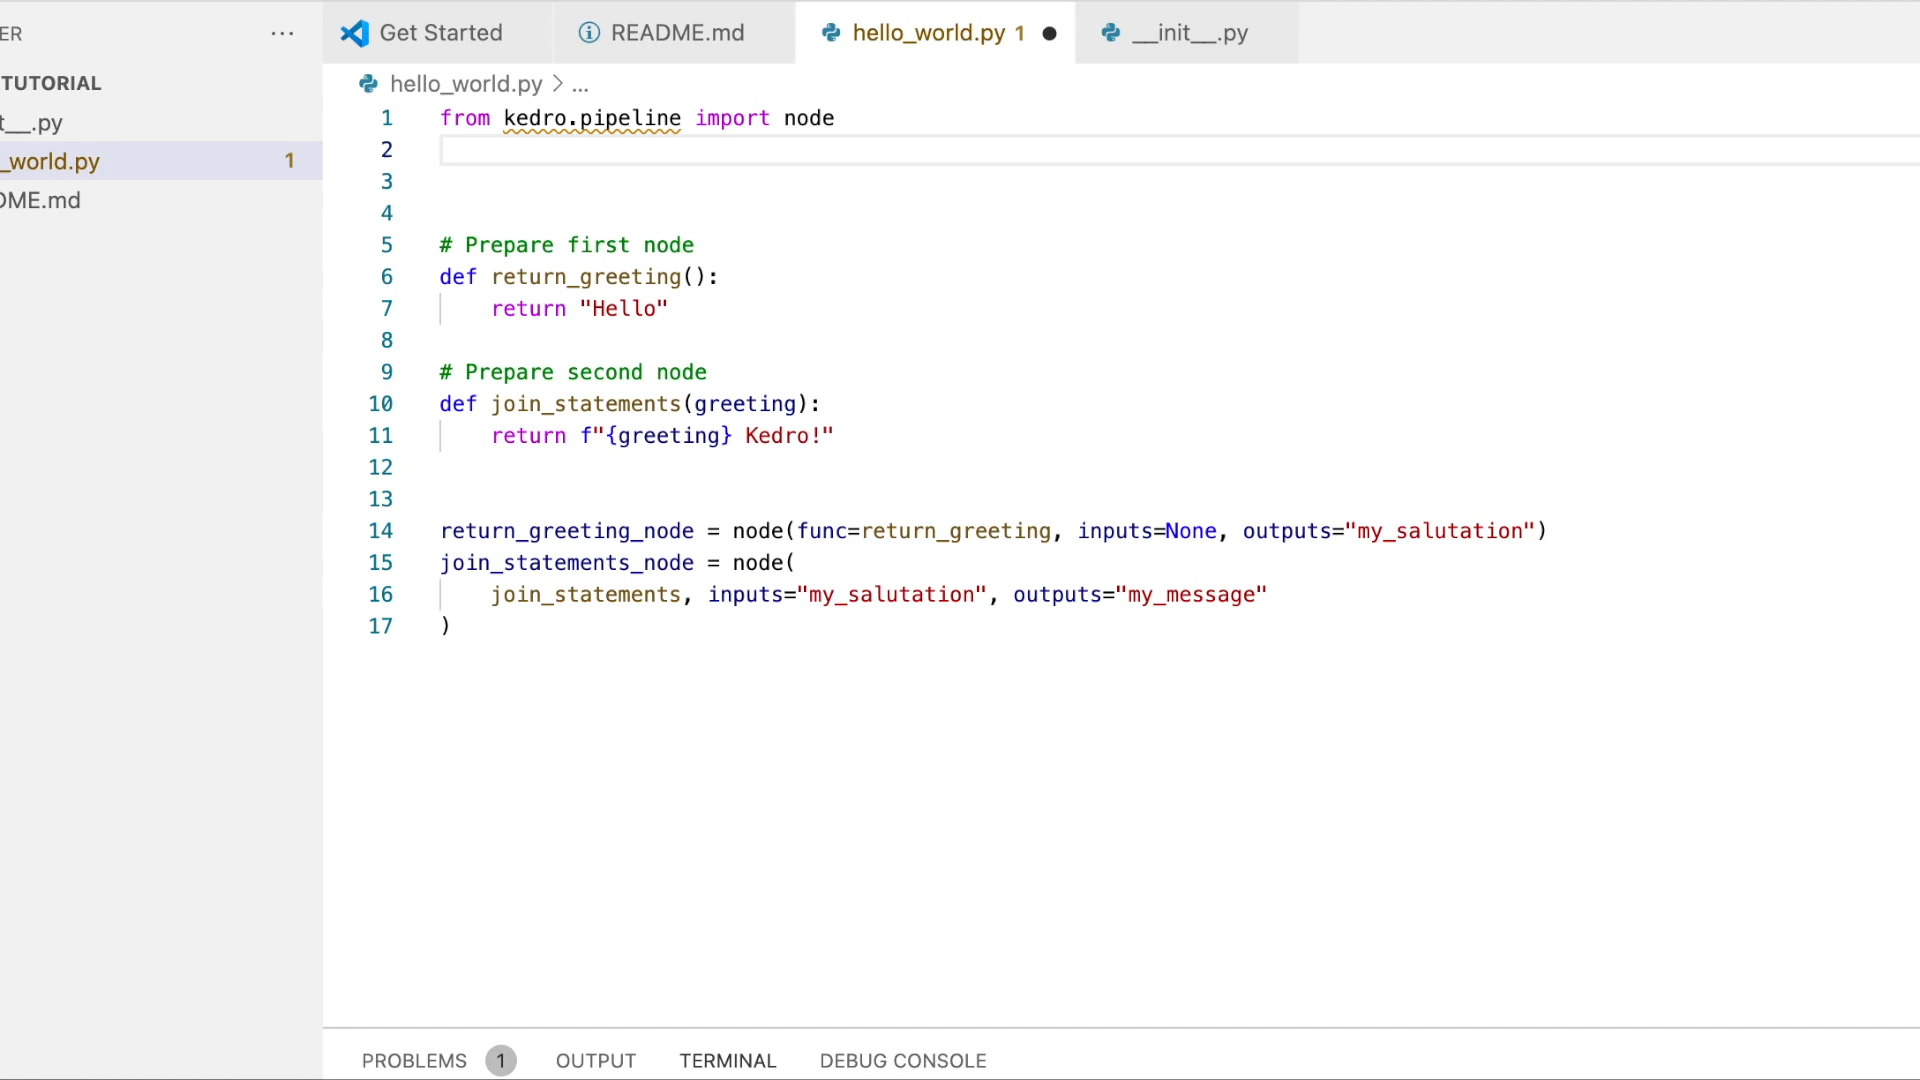 ER ...
Get Started
README.md
hello_world.py 1
__init__.py
TUTORIAL
t__.py
_world.py 1
OME.md
hello_world.py > ...
1 from kedro.pipeline import node
2
3
4
5 # Prepare first node
6 def return_greeting():
7     return "Hello"
8
9 # Prepare second node
10 def join_statements(greeting):
11     return f"{greeting} Kedro!"
12
13
14 return_greeting_node = node(func=return_greeting, inputs=None, outputs="my_salutation")
15 join_statements_node = node(
16     join_statements, inputs="my_salutation", outputs="my_message"
17 )
PROBLEMS 1 OUTPUT TERMINAL DEBUG CONSOLE